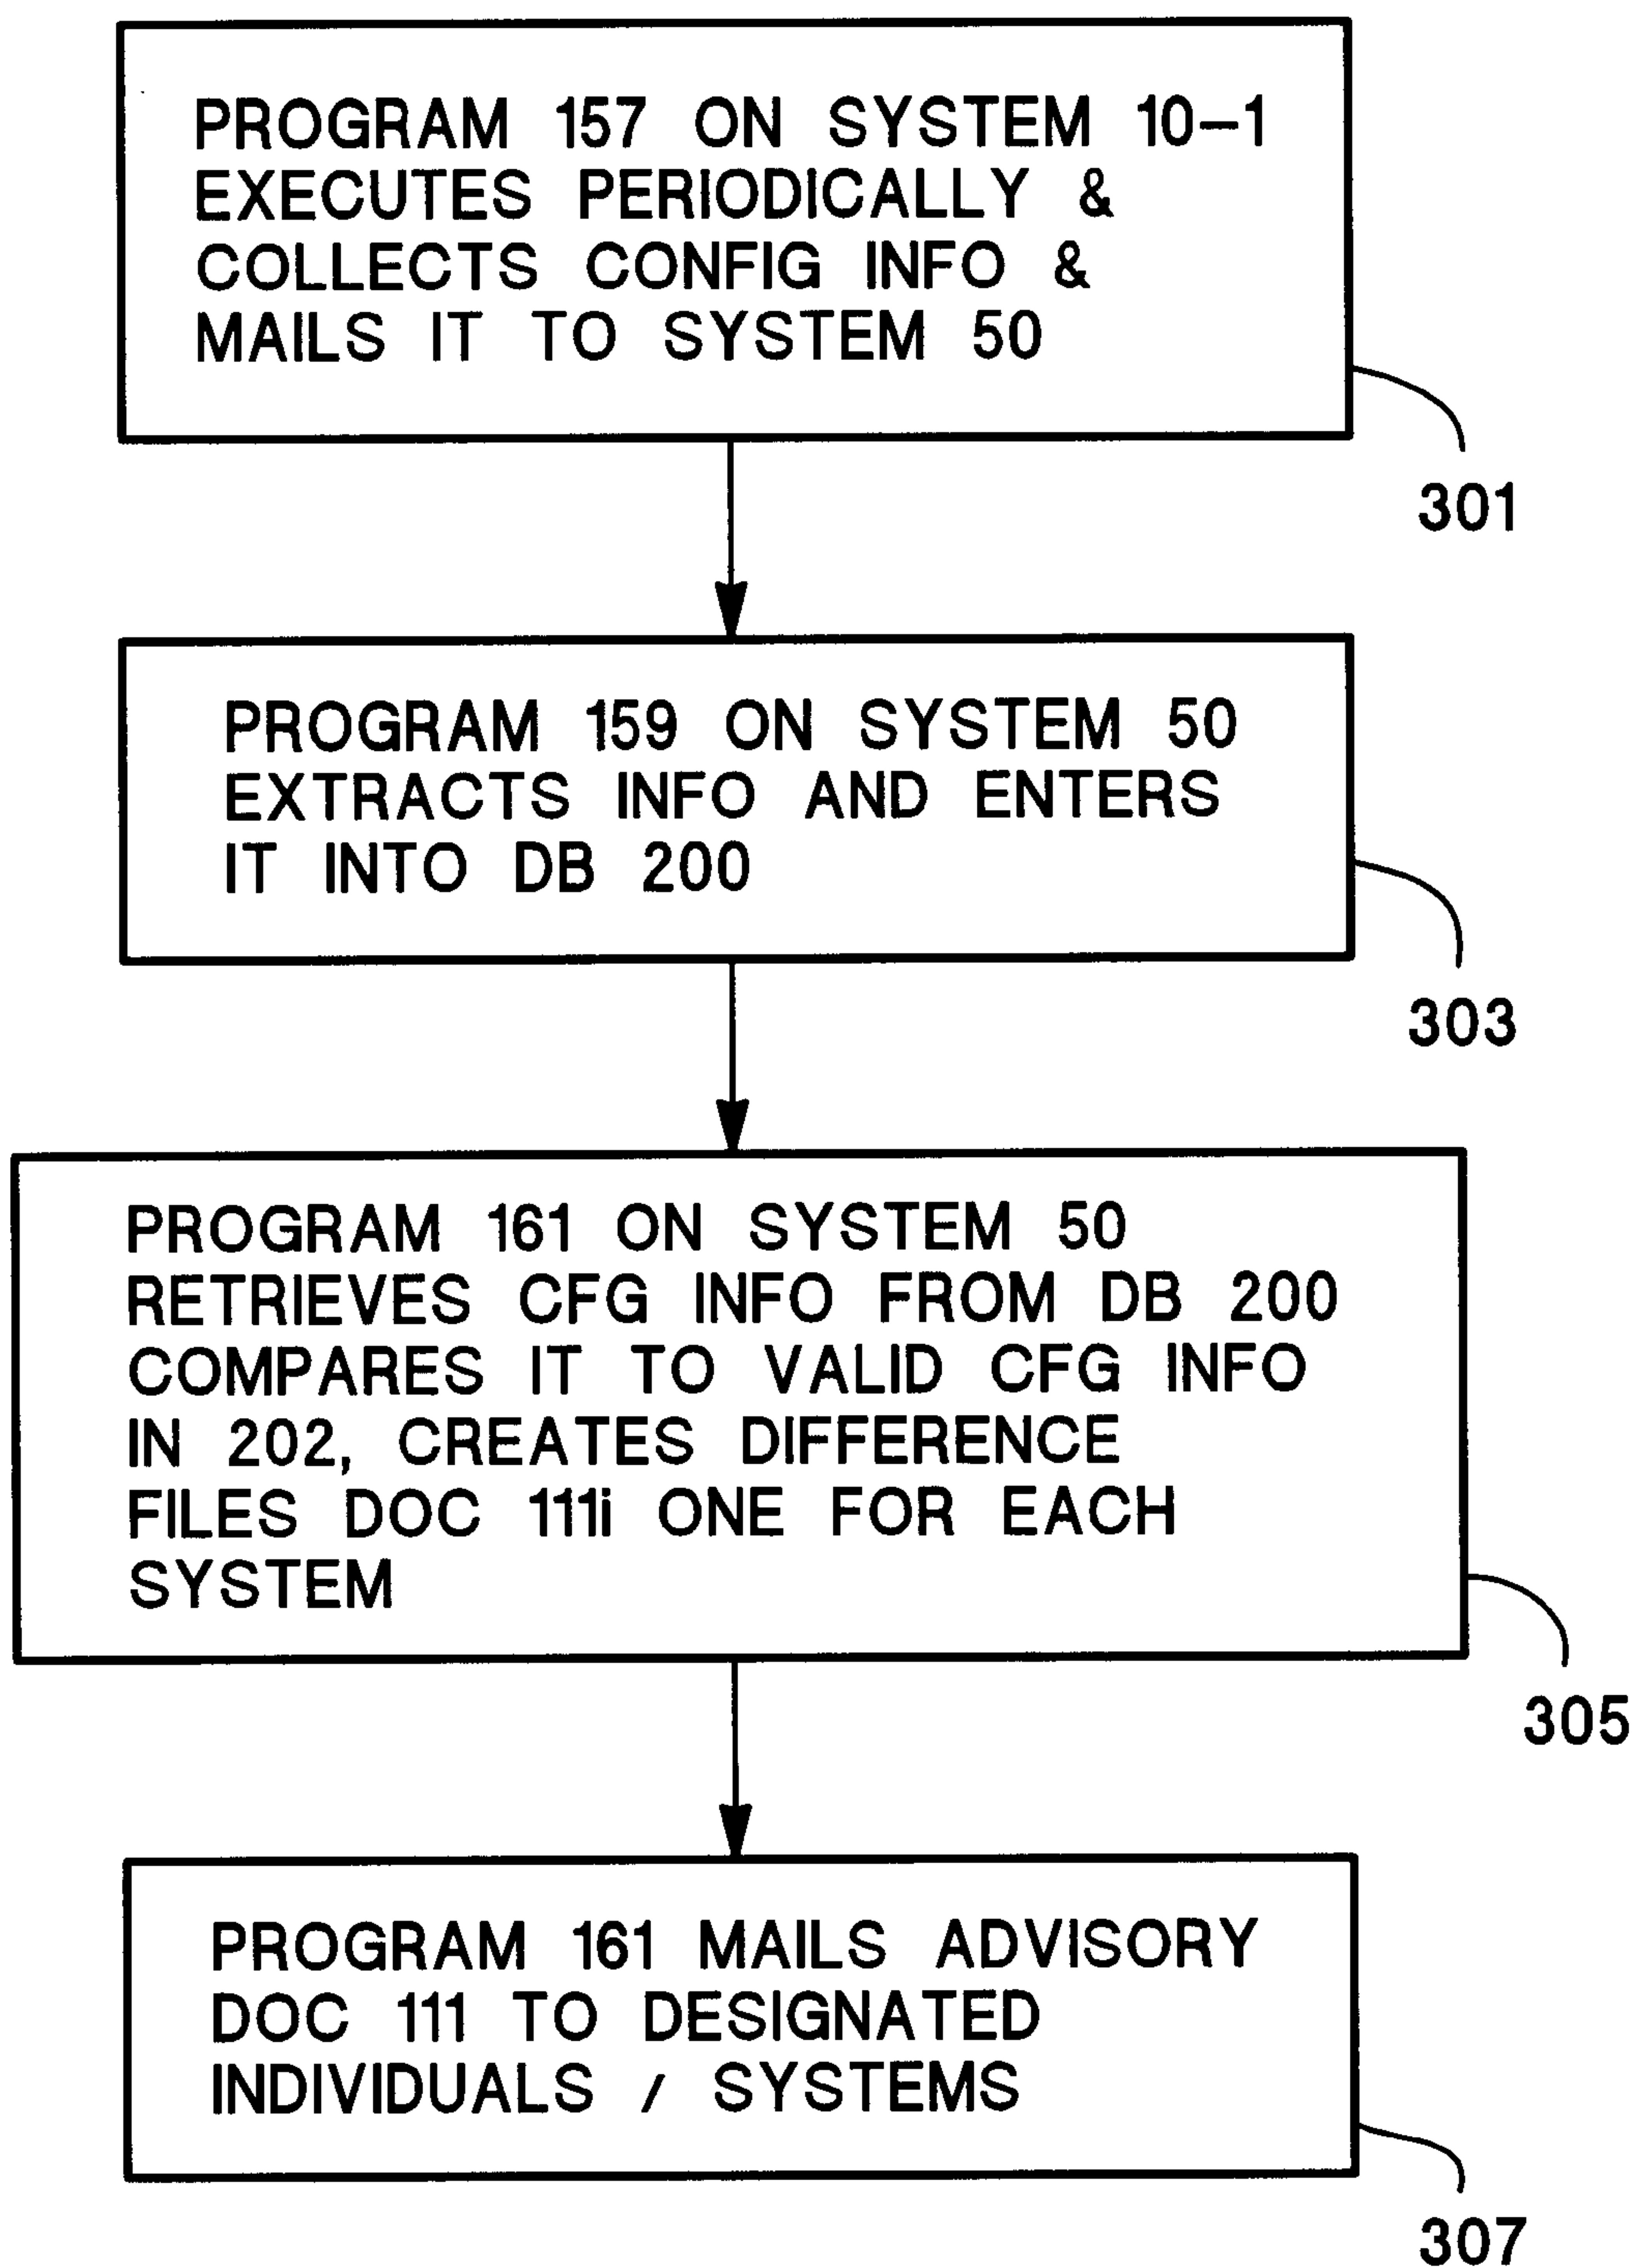 PROGRAM 157 ON SYSTEM 10-1
EXECUTES PERIODICALLY &
COLLECTS CONFIG INFO &
MAILS IT TO SYSTEM 50
301
PROGRAM 159 ON SYSTEM 50
EXTRACTS INFO AND ENTERS
IT INTO DB 200
303
PROGRAM 161 ON SYSTEM 50
RETRIEVES CFG INFO FROM DB 200
COMPARES IT TO VALID CFG INFO
IN 202, CREATES DIFFERENCE
FILES DOC 111i ONE FOR EACH
SYSTEM
305
PROGRAM 161 MAILS ADVISORY
DOC 111 TO DESIGNATED
INDIVIDUALS / SYSTEMS
307